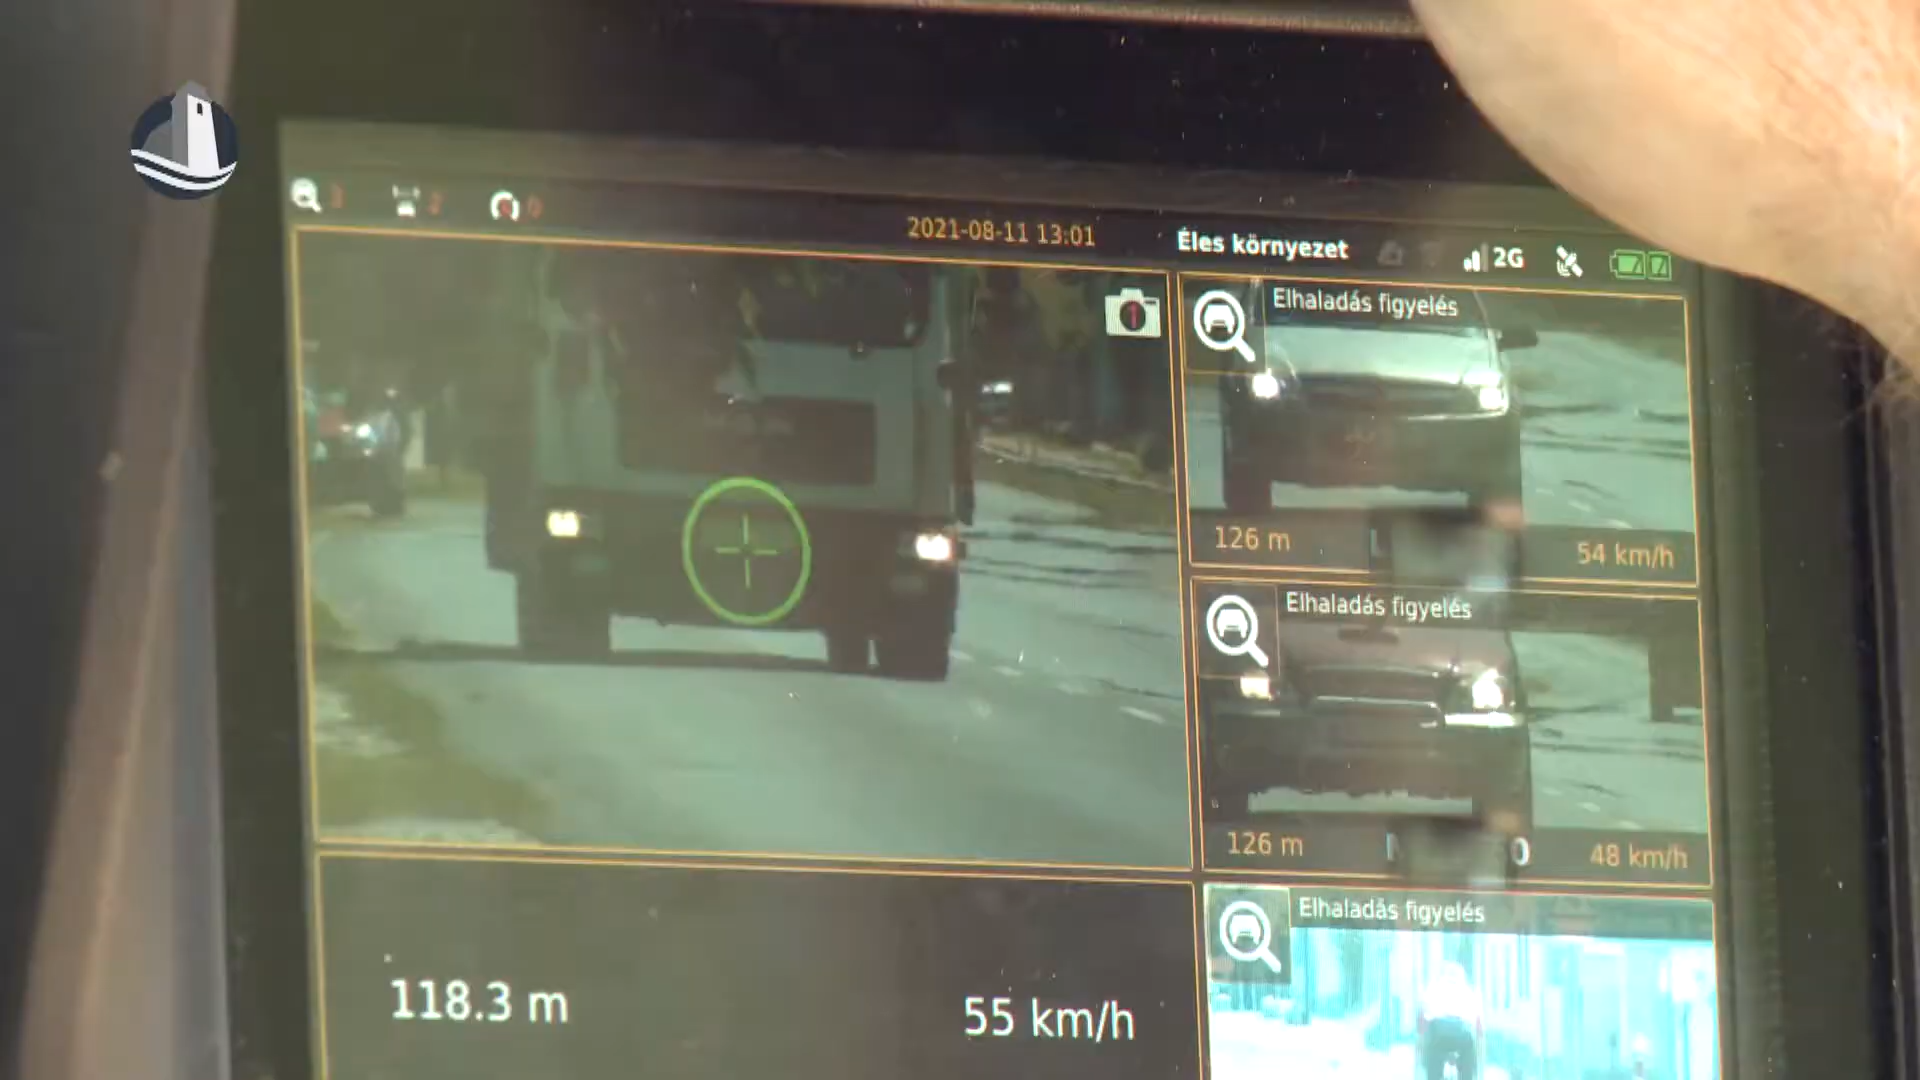 2021-08-11 13:01
Éles környezet
2G
1
Elhaladás figyelés
126 m
54 km/h
Elhaladás figyelés
126 m
48 km/h
Elhaladás figyelés
118.3 m
55 km/h